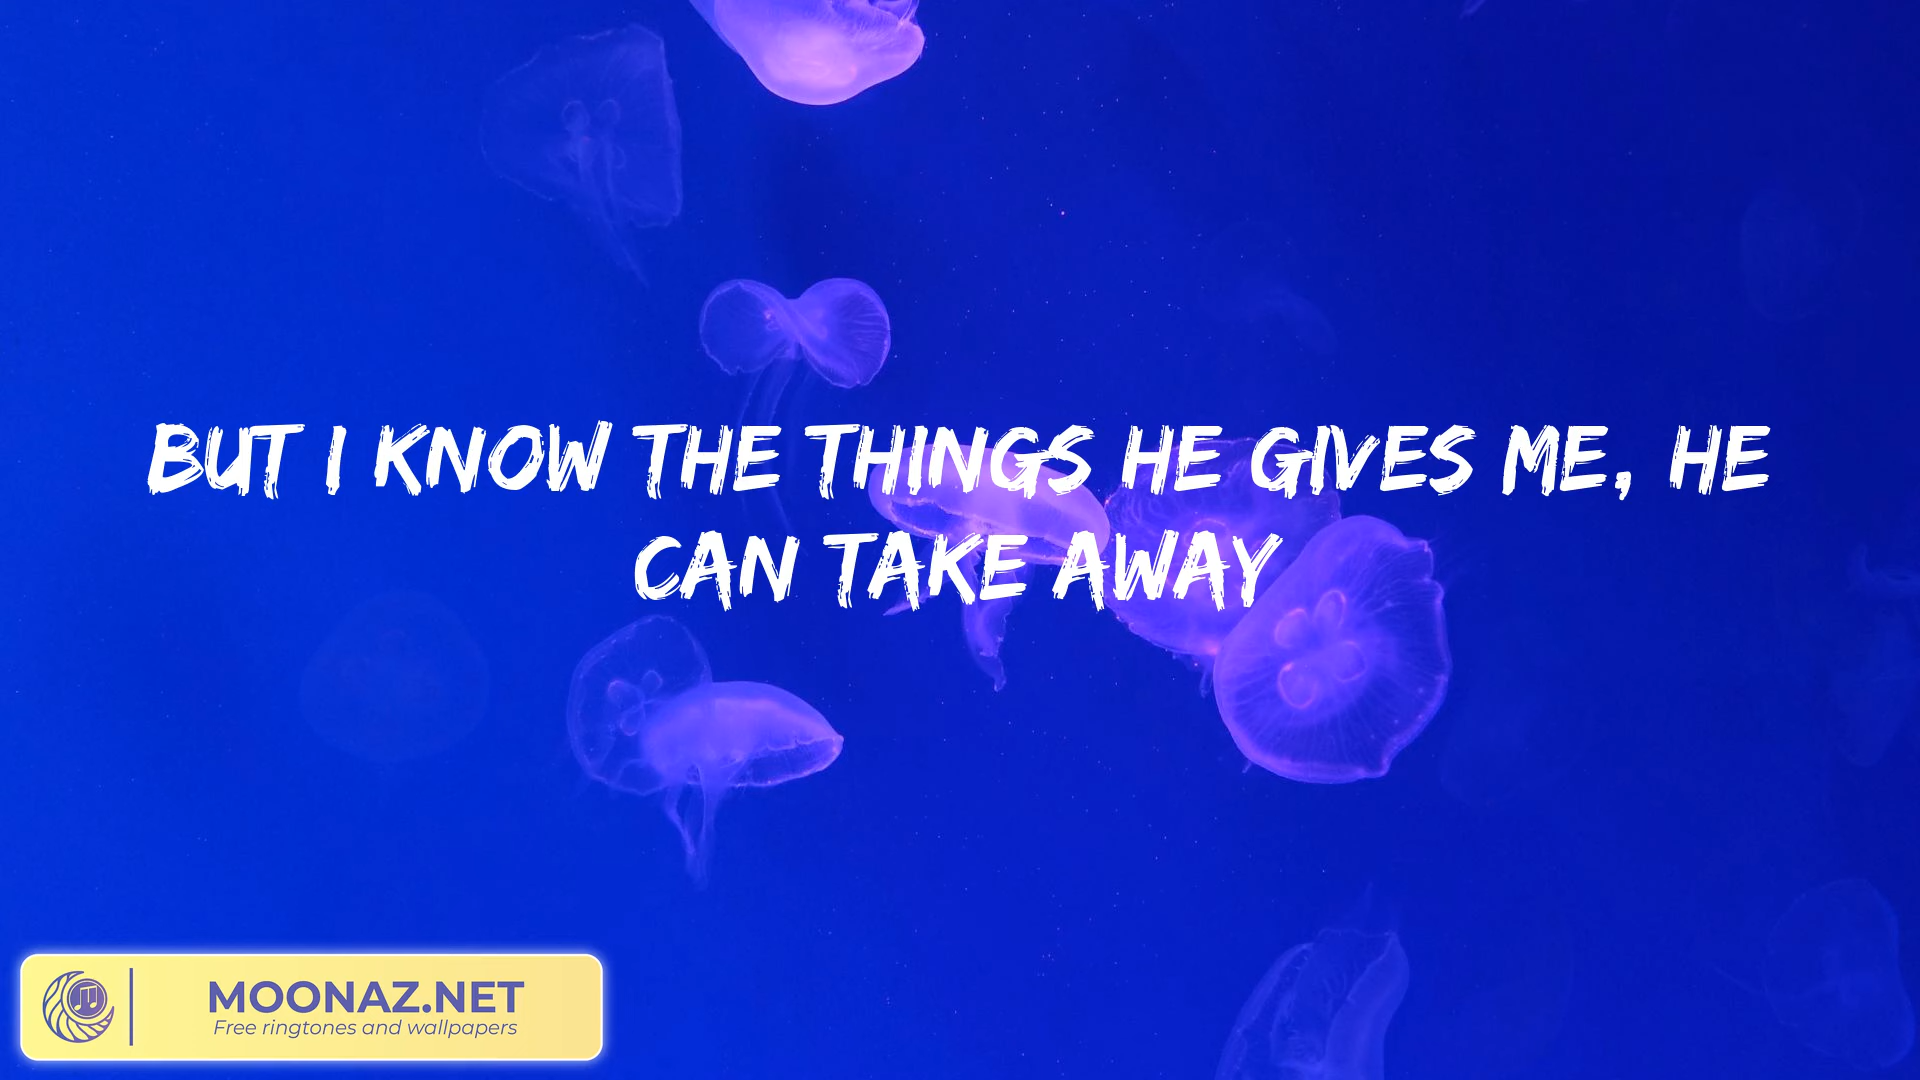 BUT I KNOW THE THINGS HE GIVES ME, HE
CAN TAKE AWAY
MOONAZ.NET
Free ringtones and wallpapers